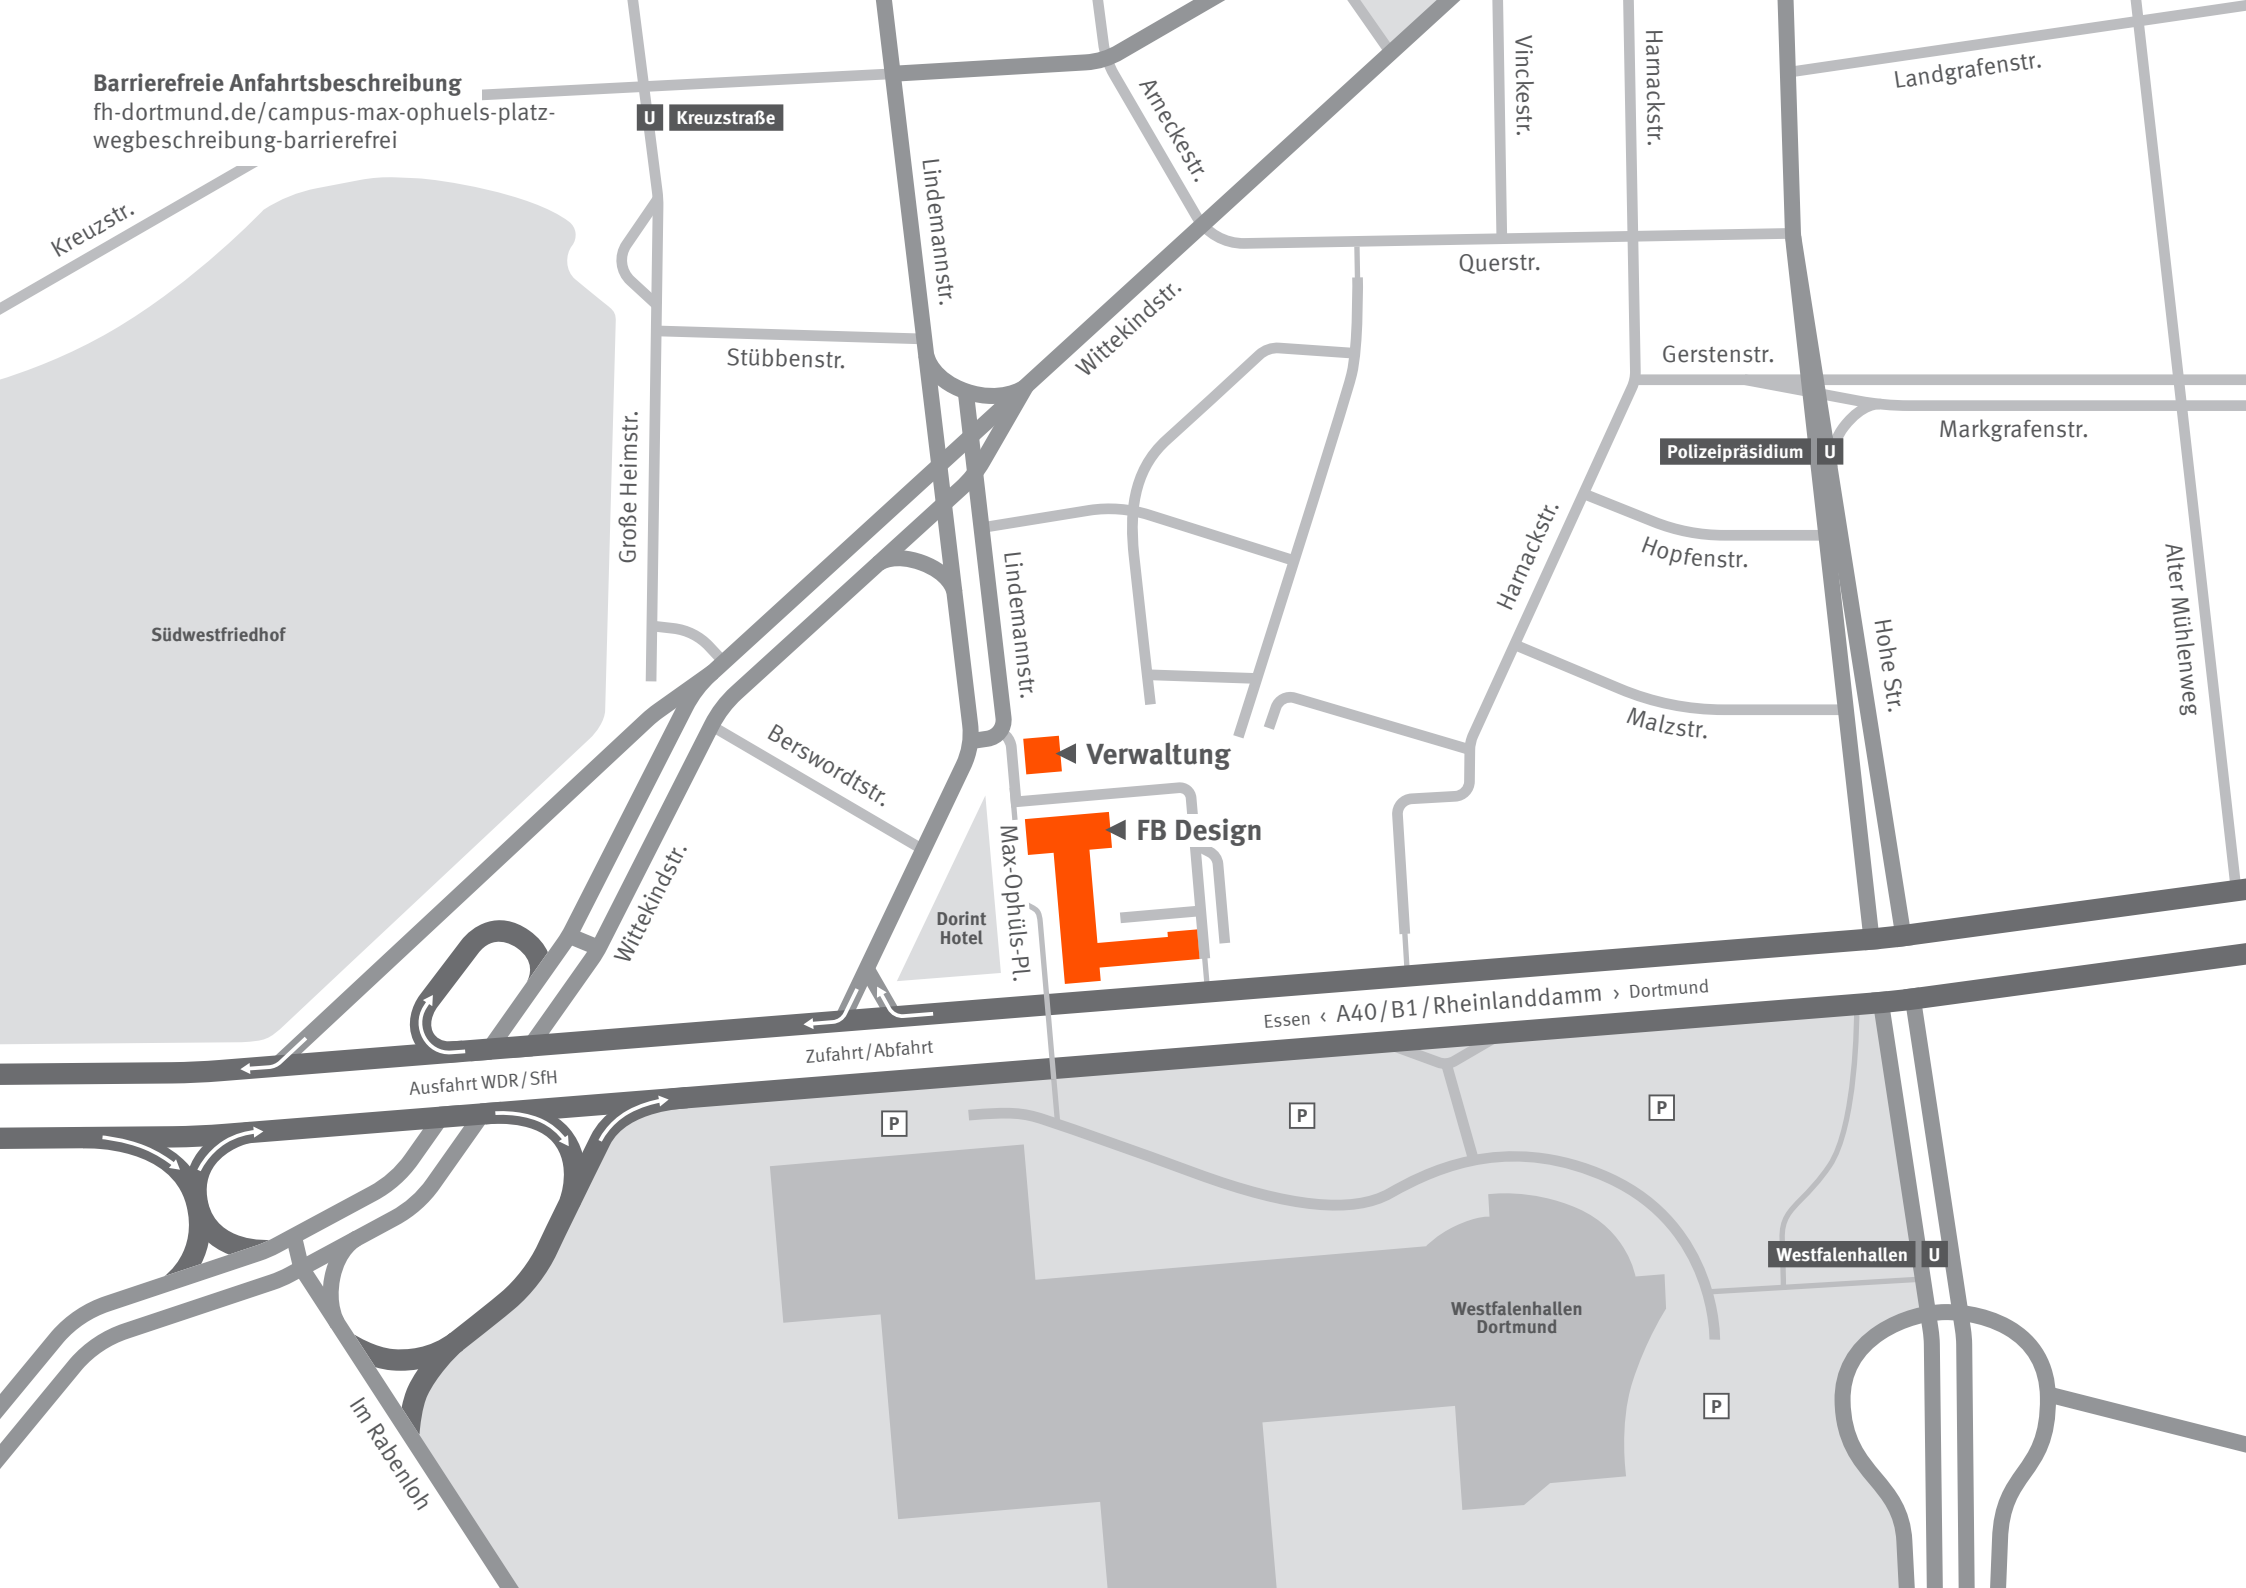 Barrierefreie Anfahrtsbeschreibung
fh-dortmund.de/campus-max-ophuels-platz-
wegbeschreibung-barrierefrei
U Kreuzstraße
Kreuzstr.
Lindemannstr.
Arneckestr.
Vinckestr.
Harnackstr.
Landgrafenstr.
Querstr.
Wittekindstr.
Stübbenstr.
Gerstenstr.
Markgrafenstr.
Polizeipräsidium U
Große Heimstr.
Harnackstr.
Hopfenstr.
Alter Mühlenweg
Südwestfriedhof
Lindemannstr.
Hohe Str.
Malzstr.
Berswordtstr.
Verwaltung
FB Design
Wittekindstr.
Max-Ophüls-Pl.
Dorint
Hotel
Essen ‹ A40/B1/Rheinlanddamm › Dortmund
Zufahrt/Abfahrt
Ausfahrt WDR/SfH
P
P
P
Westfalenhallen U
Westfalenhallen
Dortmund
P
Im Rabenloh